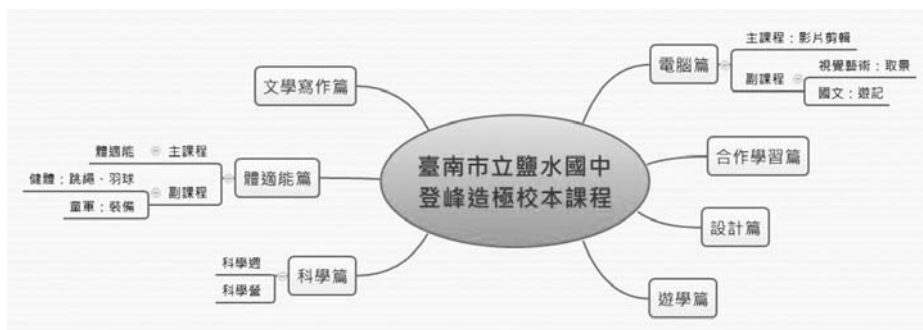 臺南市立鹽水國中
登峰造極校本課程
文學寫作篇
體適能篇
主課程
體適能
副課程
健體：跳繩、羽球
童軍：裝備
科學篇
科學週
科學營
電腦篇
主課程：影片剪輯
副課程
視覺藝術：取景
國文：遊記
合作學習篇
設計篇
遊學篇